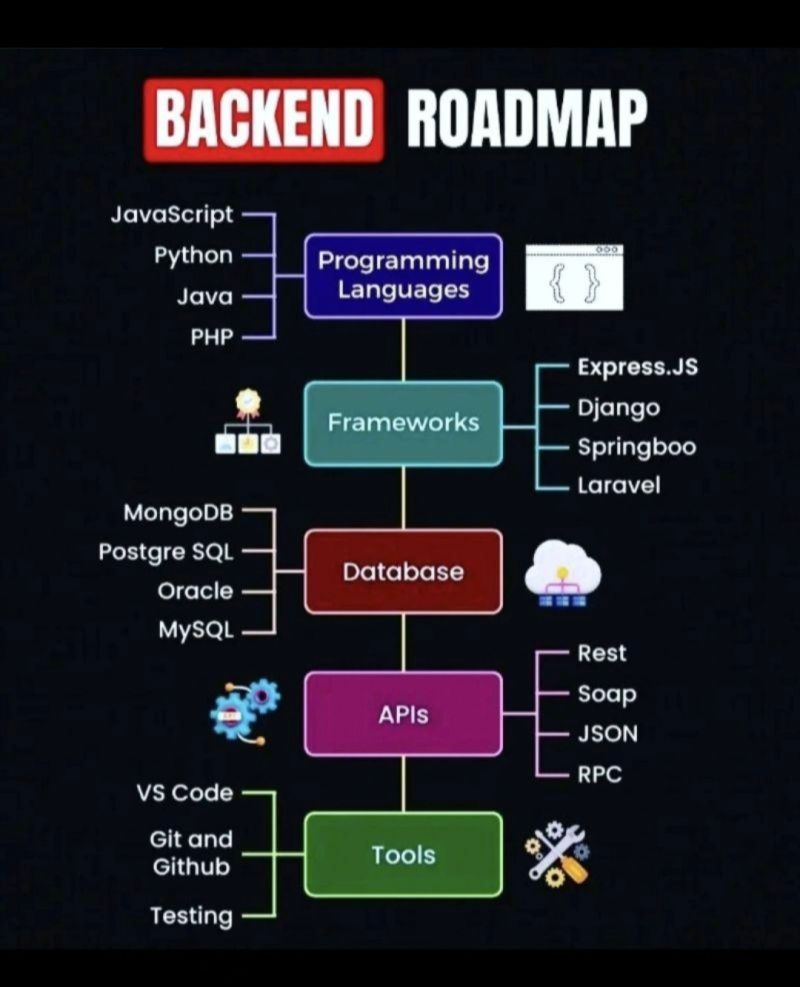 BACKEND ROADMAP
JavaScript
Python
Java
PHP
Programming
Languages
Frameworks
Express.JS
Django
Springboo
Laravel
MongoDB
Postgre SQL
Oracle
MySQL
Database
APIs
Rest
Soap
JSON
RPC
VS Code
Git and
Github
Testing
Tools